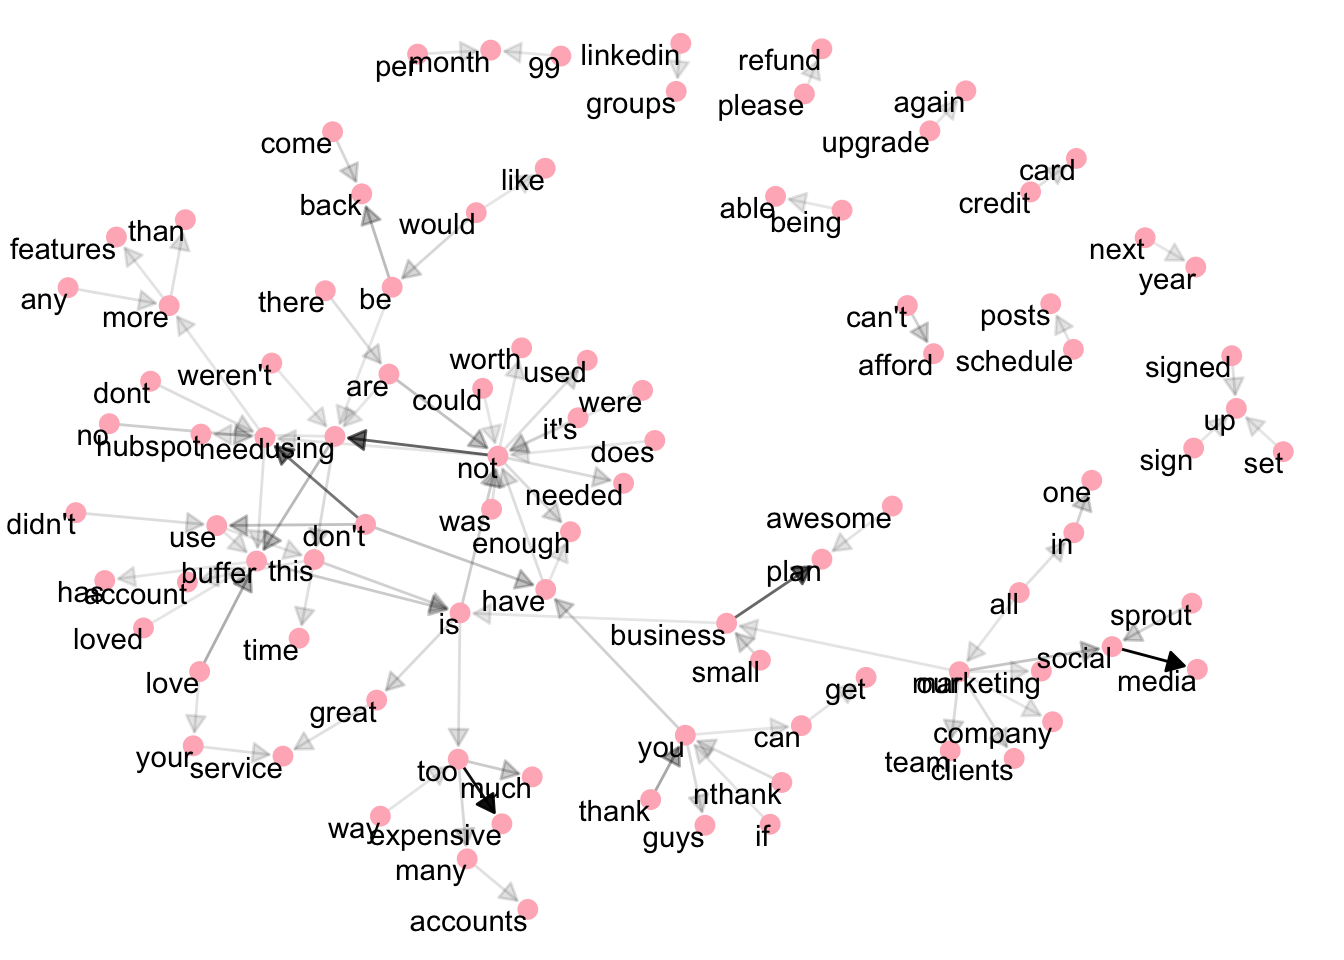 per
month
99
linkedin
groups
refund
please
again
upgrade
card
credit
come
back
like
would
able
being
next
year
features
than
any
more
there
be
can't
afford
posts
schedule
signed
up
sign
set
weren't
dont
are
worth
used
could
were
it's
no
hubspot
need
using
not
does
needed
didn't
use
don't
was
enough
buffer
this
has
account
have
loved
time
is
awesome
plan
one
in
all
business
small
sprout
social
media
love
great
your
service
get
our
marketing
you
can
company
team
clients
too
much
way
expensive
many
accounts
thank
nthank
guys
if